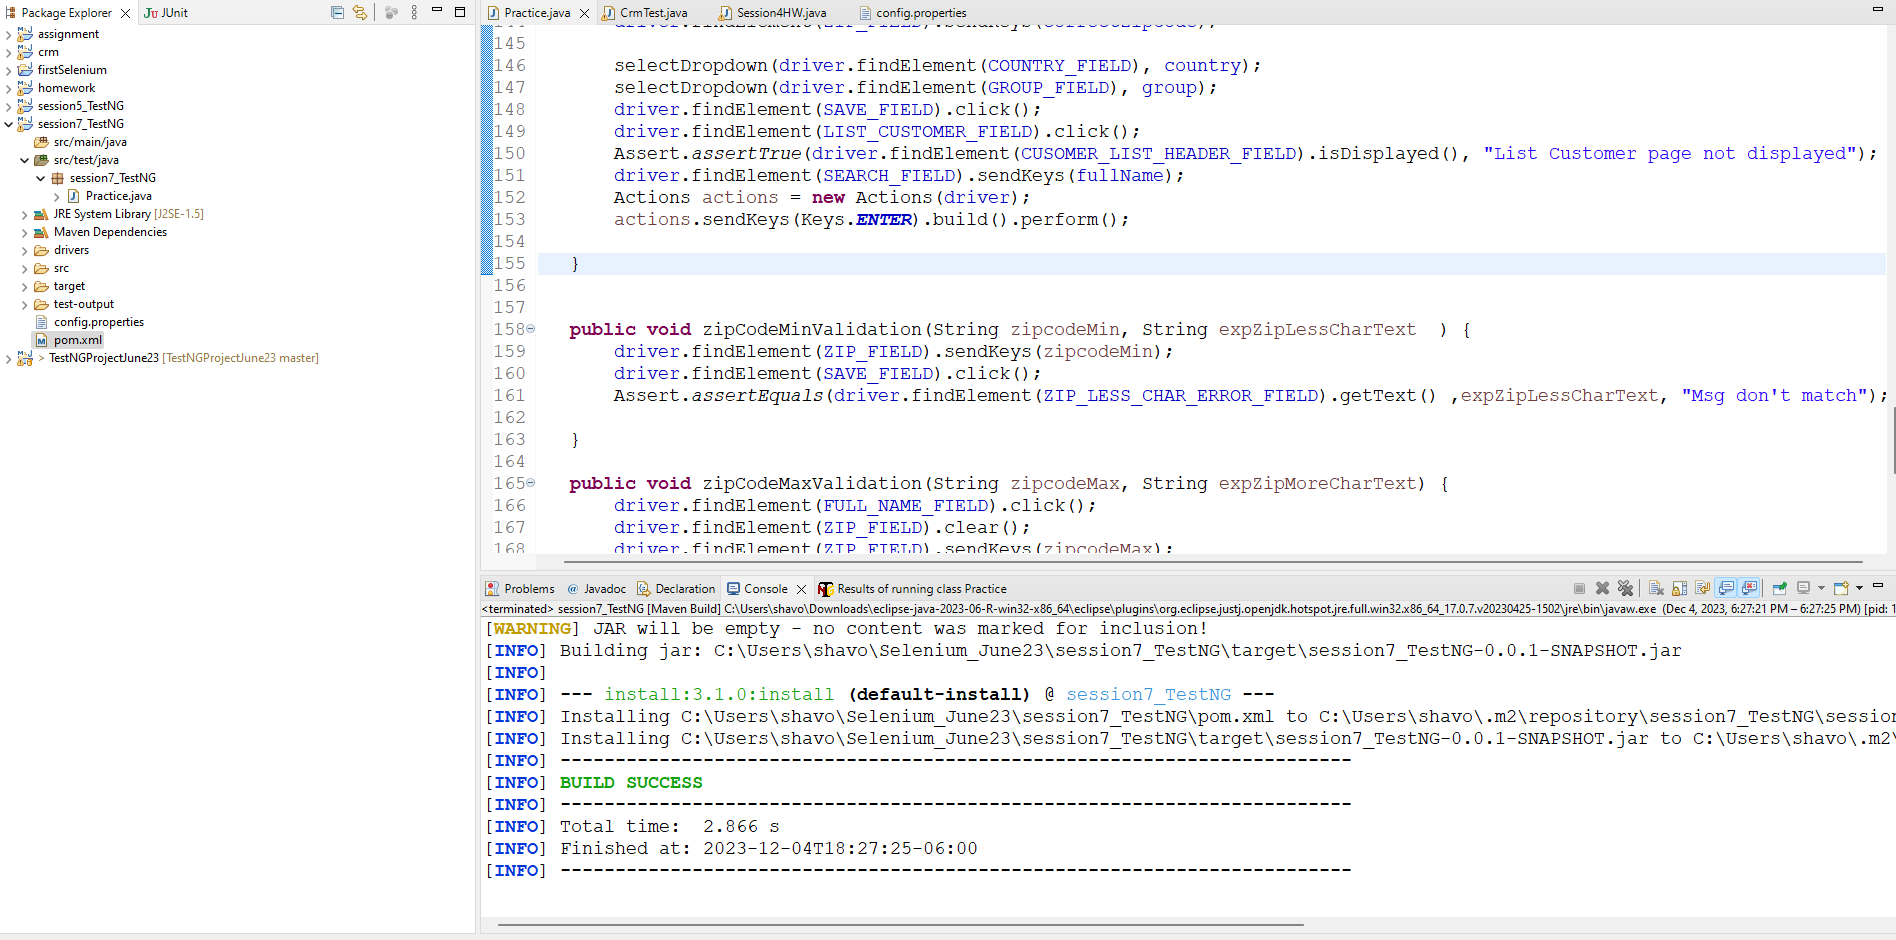 Package Explorer
JUnit
assignment
crm
firstSelenium
homework
session5_TestNG
session7_TestNG
src/main/java
src/test/java
session7_TestNG
Practice.java
JRE System Library [J2SE-1.5]
Maven Dependencies
drivers
src
target
test-output
config.properties
pom.xml
> TestNGProjectJune23 [TestNGProjectJune23 master]
Practice.java
CrmTest.java
Session4HW.java
config.properties
145
146 selectDropdown(driver.findElement(COUNTRY_FIELD), country);
147 selectDropdown(driver.findElement(GROUP_FIELD), group);
148 driver.findElement(SAVE_FIELD).click();
149 driver.findElement(LIST_CUSTOMER_FIELD).click();
150 Assert.assertTrue(driver.findElement(CUSOMER_LIST_HEADER_FIELD).isDisplayed(), "List Customer page not displayed");
151 driver.findElement(SEARCH_FIELD).sendKeys(fullName);
152 Actions actions = new Actions(driver);
153 actions.sendKeys(Keys.ENTER).build().perform();
154
155 }
156
157
158 public void zipCodeMinValidation(String zipcodeMin, String expZipLessCharText ) {
159 driver.findElement(ZIP_FIELD).sendKeys(zipcodeMin);
160 driver.findElement(SAVE_FIELD).click();
161 Assert.assertEquals(driver.findElement(ZIP_LESS_CHAR_ERROR_FIELD).getText() ,expZipLessCharText, "Msg don't match");
162
163 }
164
165 public void zipCodeMaxValidation(String zipcodeMax, String expZipMoreCharText) {
166 driver.findElement(FULL_NAME_FIELD).click();
167 driver.findElement(ZIP_FIELD).clear();
168 driver.findElement(ZIP_FIELD).sendKeys(zipcodeMax);
Problems
@ Javadoc
Declaration
Console
Results of running class Practice
<terminated> session7_TestNG [Maven Build] C:\Users\shavo\Downloads\eclipse-java-2023-06-R-win32-x86_64\eclipse\plugins\org.eclipse.justj.openjdk.hotspot.jre.full.win32.x86_64_17.0.7.v20230425-1502\jre\bin\javaw.exe (Dec 4, 2023, 6:27:21 PM – 6:27:25 PM) [pid: 1
[WARNING] JAR will be empty - no content was marked for inclusion!
[INFO] Building jar: C:\Users\shavo\Selenium_June23\session7_TestNG\target\session7_TestNG-0.0.1-SNAPSHOT.jar
[INFO]
[INFO] --- install:3.1.0:install (default-install) @ session7_TestNG ---
[INFO] Installing C:\Users\shavo\Selenium_June23\session7_TestNG\pom.xml to C:\Users\shavo\.m2\repository\session7_TestNG\session
[INFO] Installing C:\Users\shavo\Selenium_June23\session7_TestNG\target\session7_TestNG-0.0.1-SNAPSHOT.jar to C:\Users\shavo\.m2\
[INFO] ------------------------------------------------------------------------
[INFO] BUILD SUCCESS
[INFO] ------------------------------------------------------------------------
[INFO] Total time:  2.866 s
[INFO] Finished at: 2023-12-04T18:27:25-06:00
[INFO] ------------------------------------------------------------------------